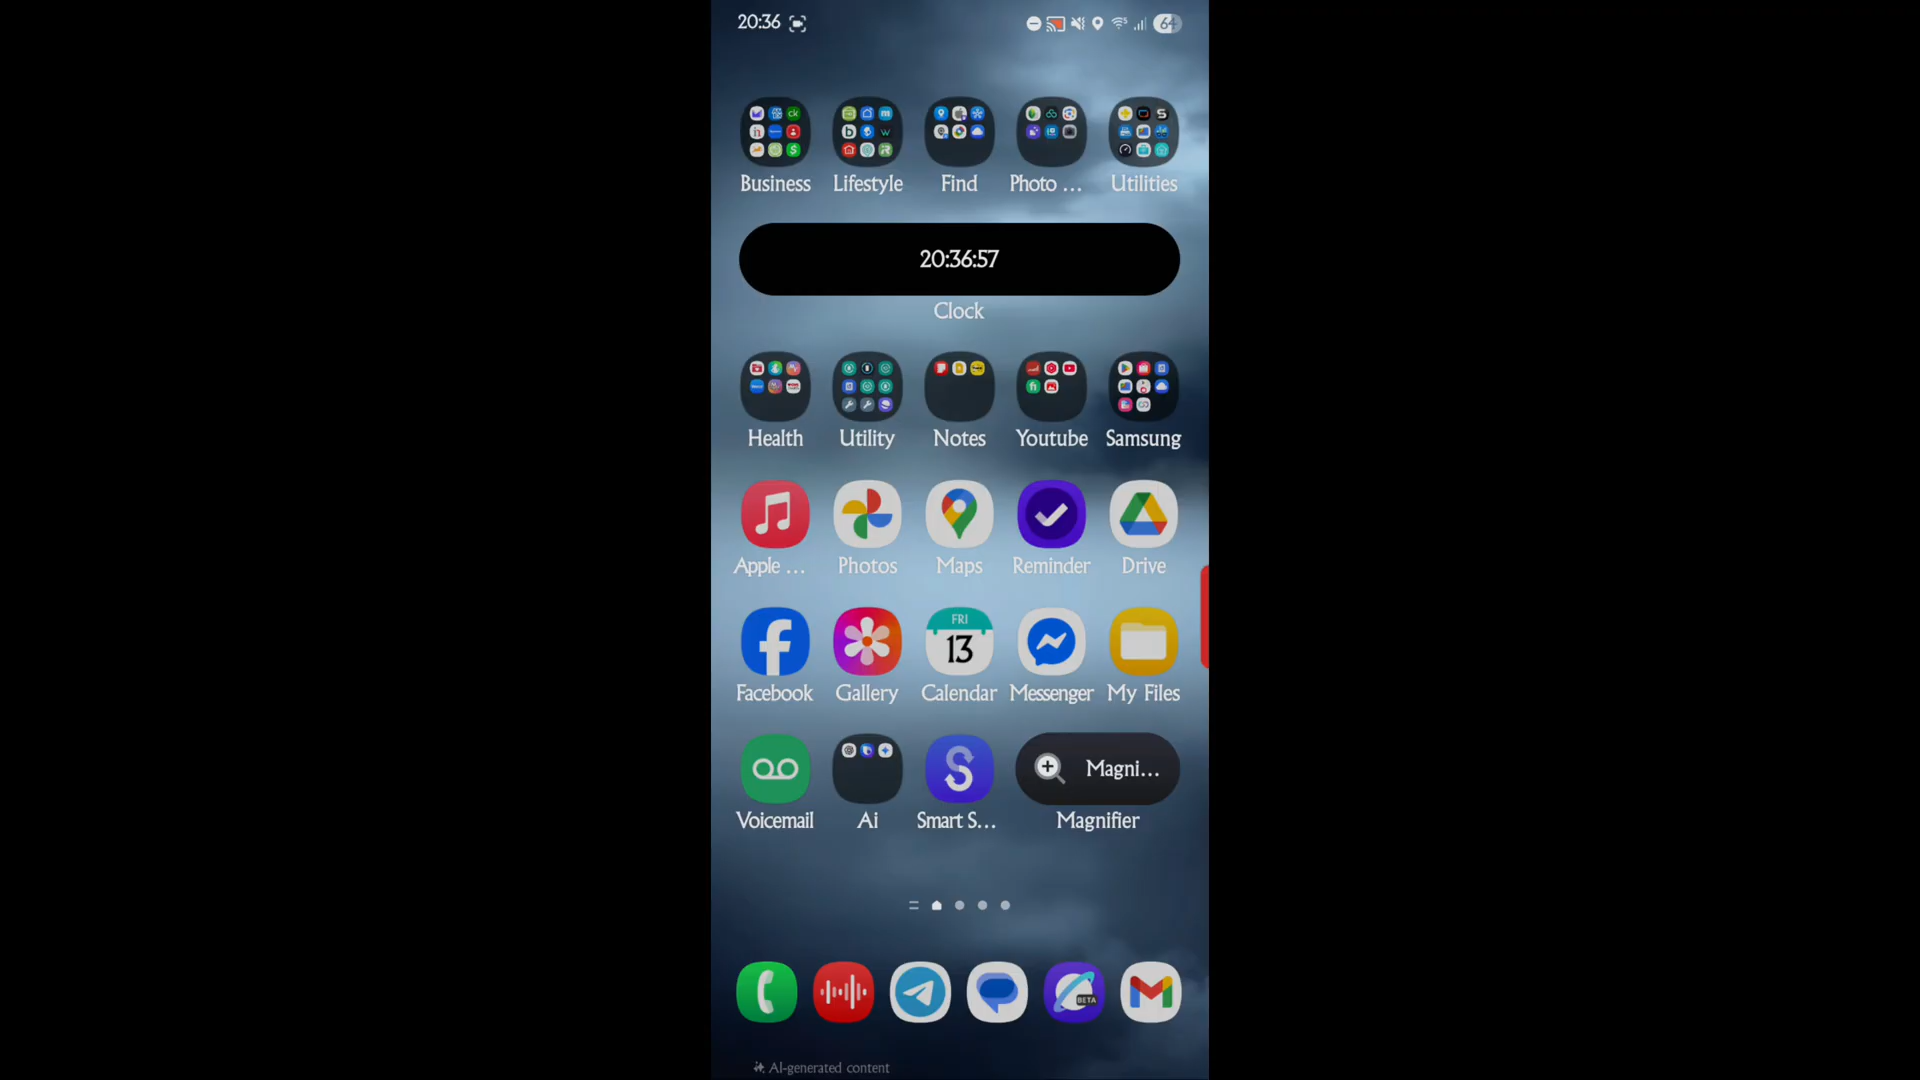 20:36
64
Business Lifestyle Find Photo ... Utilities
20:36:57
Clock
Health Utility Notes Youtube Samsung
Apple ... Photos Maps Reminder Drive
FRI
13
Facebook Gallery Calendar Messenger My Files
Magni...
Voicemail Ai Smart S... Magnifier
BETA
AI-generated content